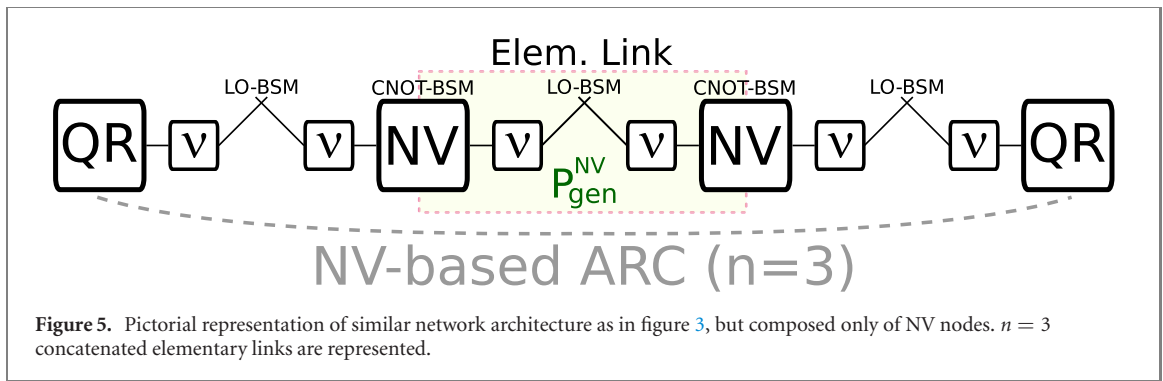 Elem. Link
LO-BSM CNOT-BSM LO-BSM CNOT-BSM LO-BSM
QR ν ν NV ν ν NV ν ν QR
P_gen^NV
NV-based ARC (n=3)
Figure 5. Pictorial representation of similar network architecture as in figure 3, but composed only of NV nodes. n = 3
concatenated elementary links are represented.